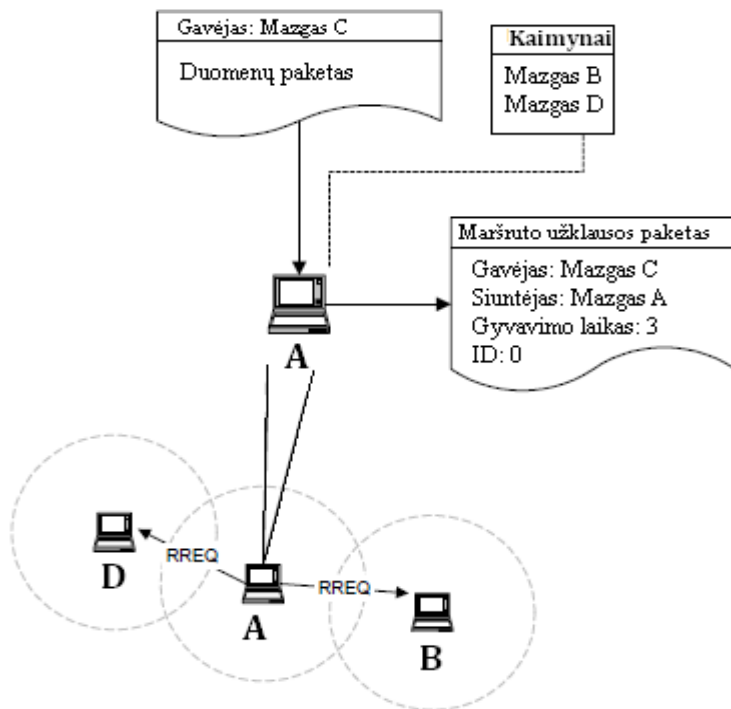 Gavėjas: Mazgas C
Duomenų paketas
Kaimynai
Mazgas B
Mazgas D
Maršruto užklausos paketas
Gavėjas: Mazgas C
Siuntėjas: Mazgas A
Gyvavimo laikas: 3
ID: 0
A
D
RREQ
A
RREQ
B